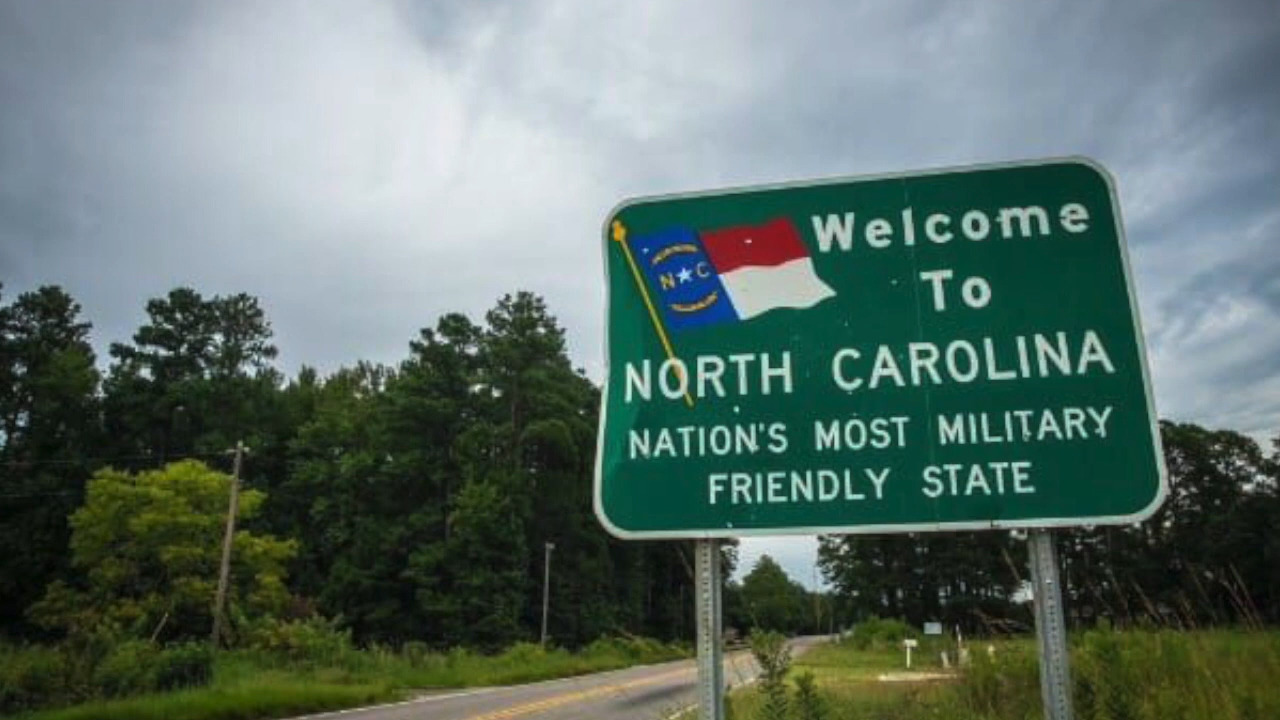 Welcome
To
N C
NORTH CAROLINA
NATION'S MOST MILITARY
FRIENDLY STATE